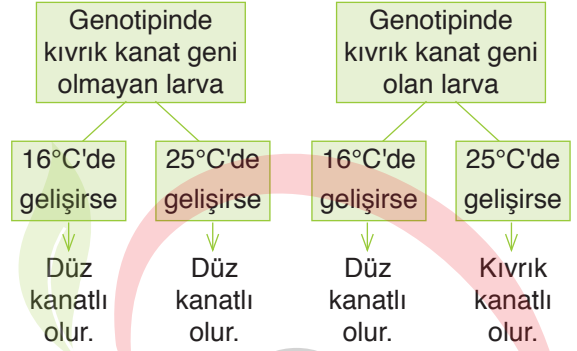 Genotipinde
kıvrık kanat geni
olmayan larva
Genotipinde
kıvrık kanat geni
olan larva
16°C'de
gelişirse
25°C'de
gelişirse
16°C'de
gelişirse
25°C'de
gelişirse
Düz
kanatlı
olur.
Düz
kanatlı
olur.
Düz
kanatlı
olur.
Kıvrık
kanatlı
olur.